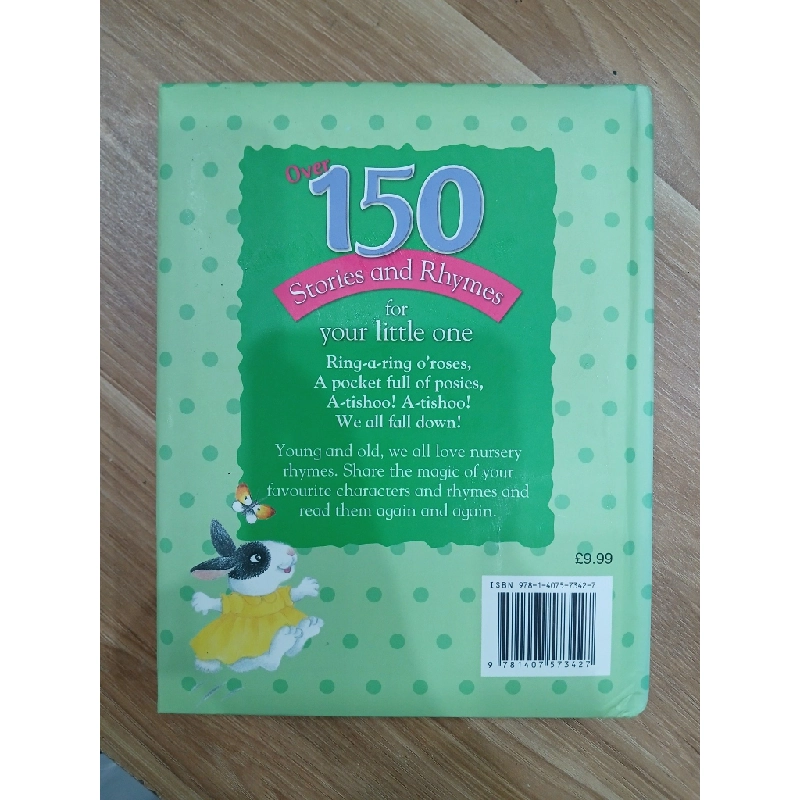 Over
150
Stories and Rhymes
for
your little one
Ring-a-ring o'roses,
A pocket full of posies,
A-tishoo! A-tishoo!
We all fall down!
Young and old, we all love nursery
rhymes. Share the magic of your
favourite characters and rhymes and
read them again and again.
£9.99
ISBN 978-1-4075-7342-7
9 781407 573427